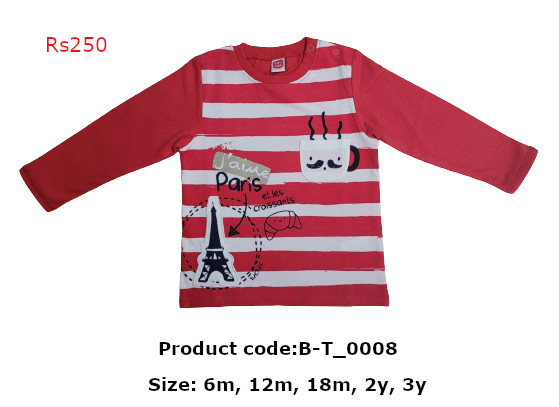 Rs250
j'aime
Paris
et les
croissants
Product code:B-T_0008
Size: 6m, 12m, 18m, 2y, 3y